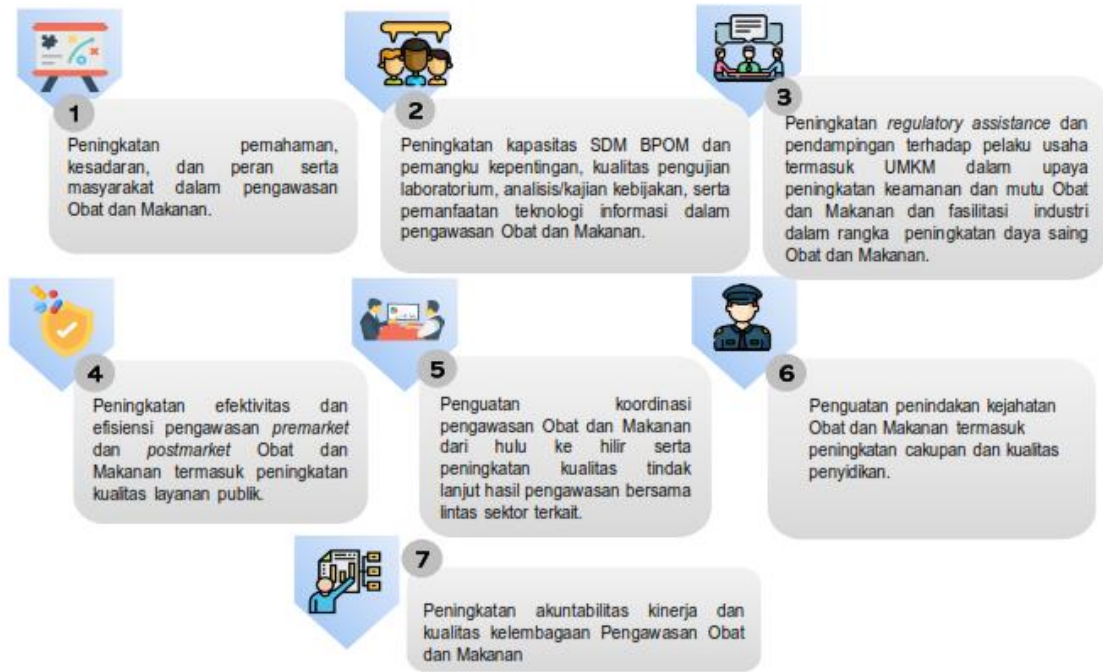 1
Peningkatan pemahaman,
kesadaran, dan peran serta
masyarakat dalam pengawasan
Obat dan Makanan.
2
Peningkatan kapasitas SDM BPOM dan
pemangku kepentingan, kualitas pengujian
laboratorium, analisis/kajian kebijakan, serta
pemanfaatan teknologi informasi dalam
pengawasan Obat dan Makanan.
3
Peningkatan regulatory assistance dan
pendampingan terhadap pelaku usaha
termasuk UMKM dalam upaya
peningkatan keamanan dan mutu Obat
dan Makanan dan fasilitasi industri
dalam rangka peningkatan daya saing
Obat dan Makanan.
4
Peningkatan efektivitas dan
efisiensi pengawasan premarket
dan postmarket Obat dan
Makanan termasuk peningkatan
kualitas layanan publik.
5
Penguatan koordinasi
pengawasan Obat dan Makanan
dari hulu ke hilir serta
peningkatan kualitas tindak
lanjut hasil pengawasan bersama
lintas sektor terkait.
6
Penguatan penindakan kejahatan
Obat dan Makanan termasuk
peningkatan cakupan dan kualitas
penyidikan.
7
Peningkatan akuntabilitas kinerja dan
kualitas kelembagaan Pengawasan Obat
dan Makanan